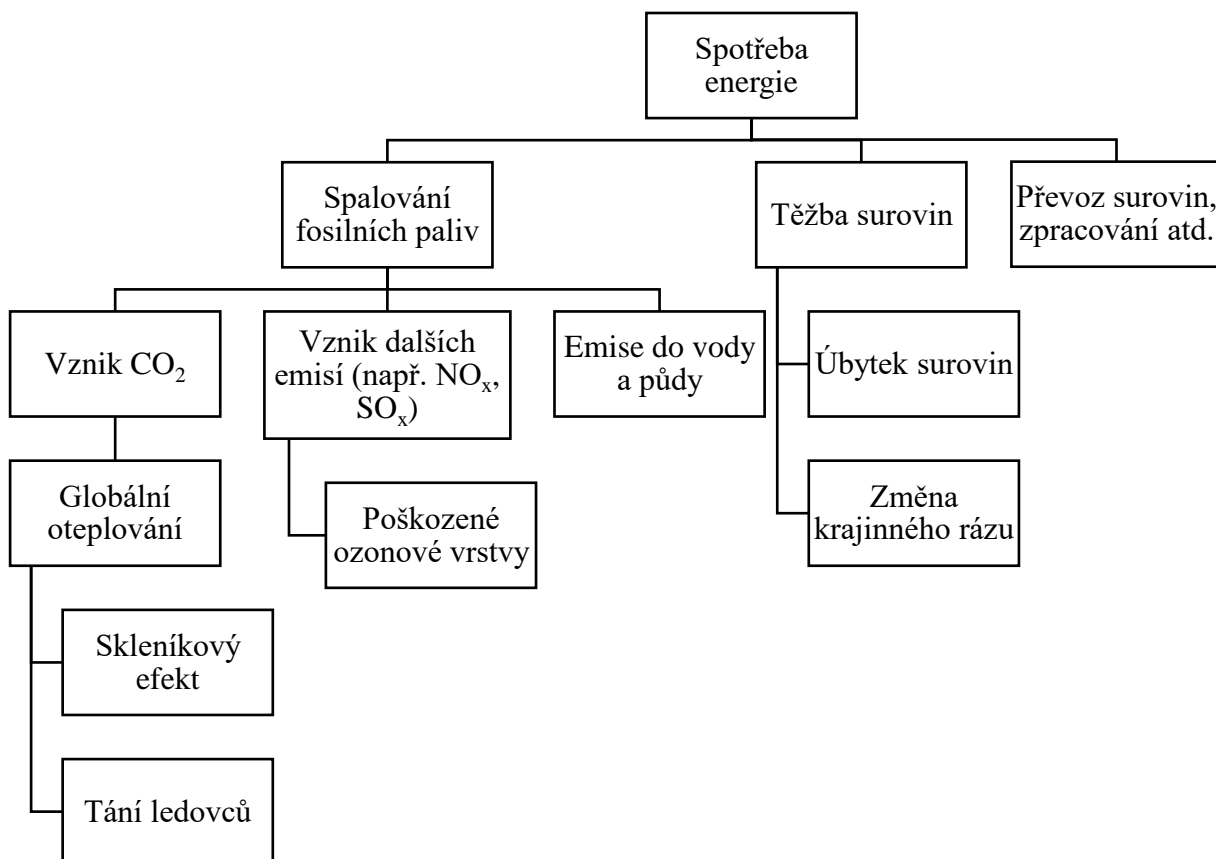 Spotřeba
energie
Spalování
fosilních paliv
Těžba surovin
Převoz surovin,
zpracování atd.
Vznik CO₂
Vznik dalších
emisí (např. NOₓ,
SOₓ)
Emise do vody
a půdy
Úbytek surovin
Globální
oteplování
Poškozené
ozonové vrstvy
Změna
krajinného rázu
Skleníkový
efekt
Tání ledovců